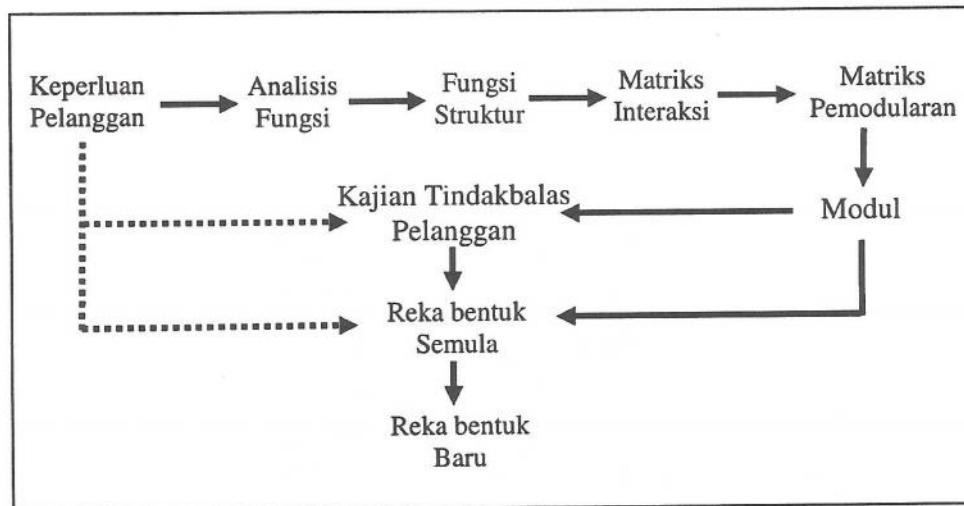 Keperluan
Pelanggan
Analisis
Fungsi
Fungsi
Struktur
Matriks
Interaksi
Matriks
Pemodularan
Kajian Tindakbalas
Pelanggan
Modul
Reka bentuk
Semula
Reka bentuk
Baru